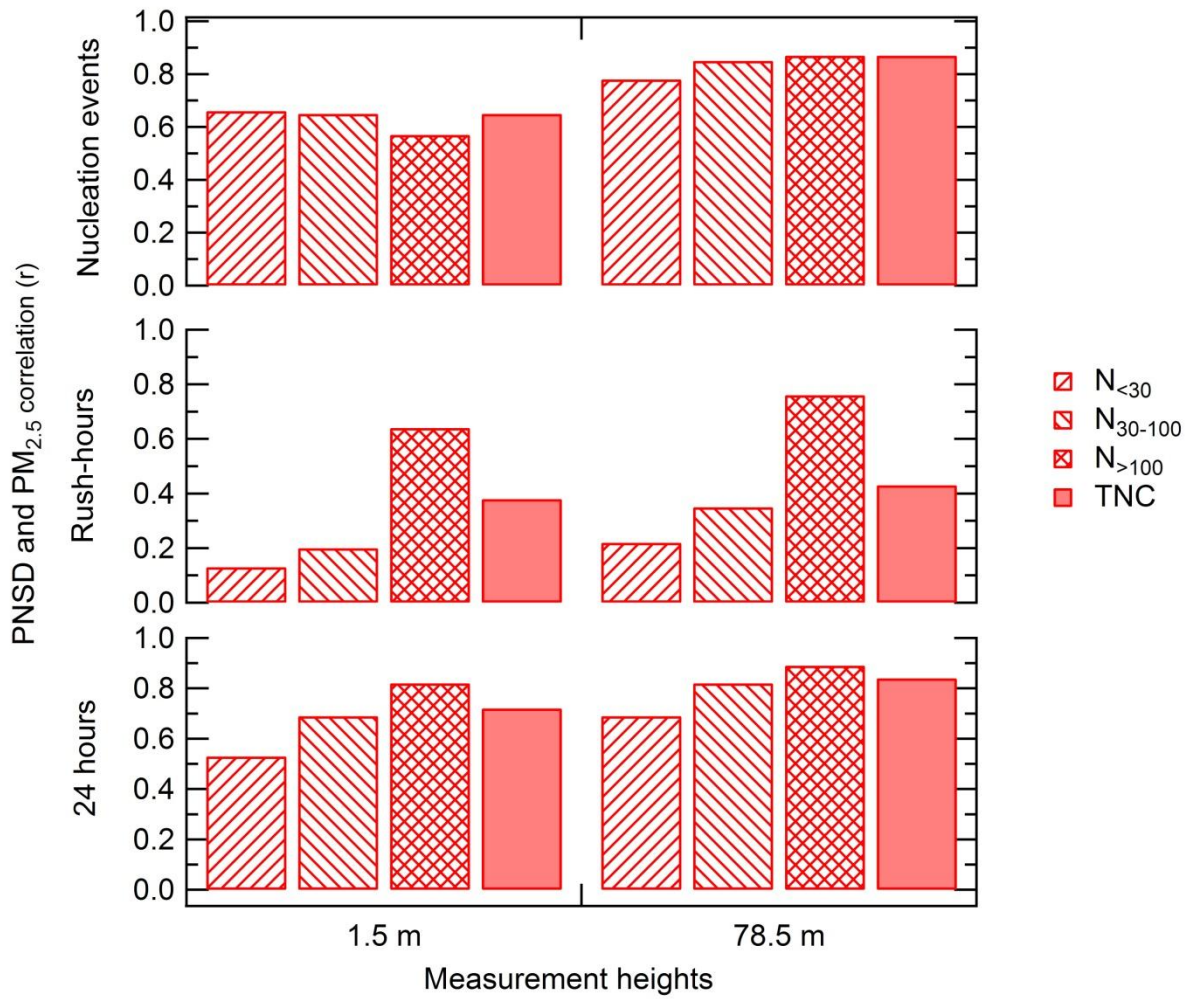 PNSD and PM2.5 correlation (r)
Nucleation events
1.0
0.8
0.6
0.4
0.2
0.0
Rush-hours
1.0
0.8
0.6
0.4
0.2
0.0
24 hours
1.0
0.8
0.6
0.4
0.2
0.0
1.5 m 78.5 m
Measurement heights
N<30
N30-100
N>100
TNC